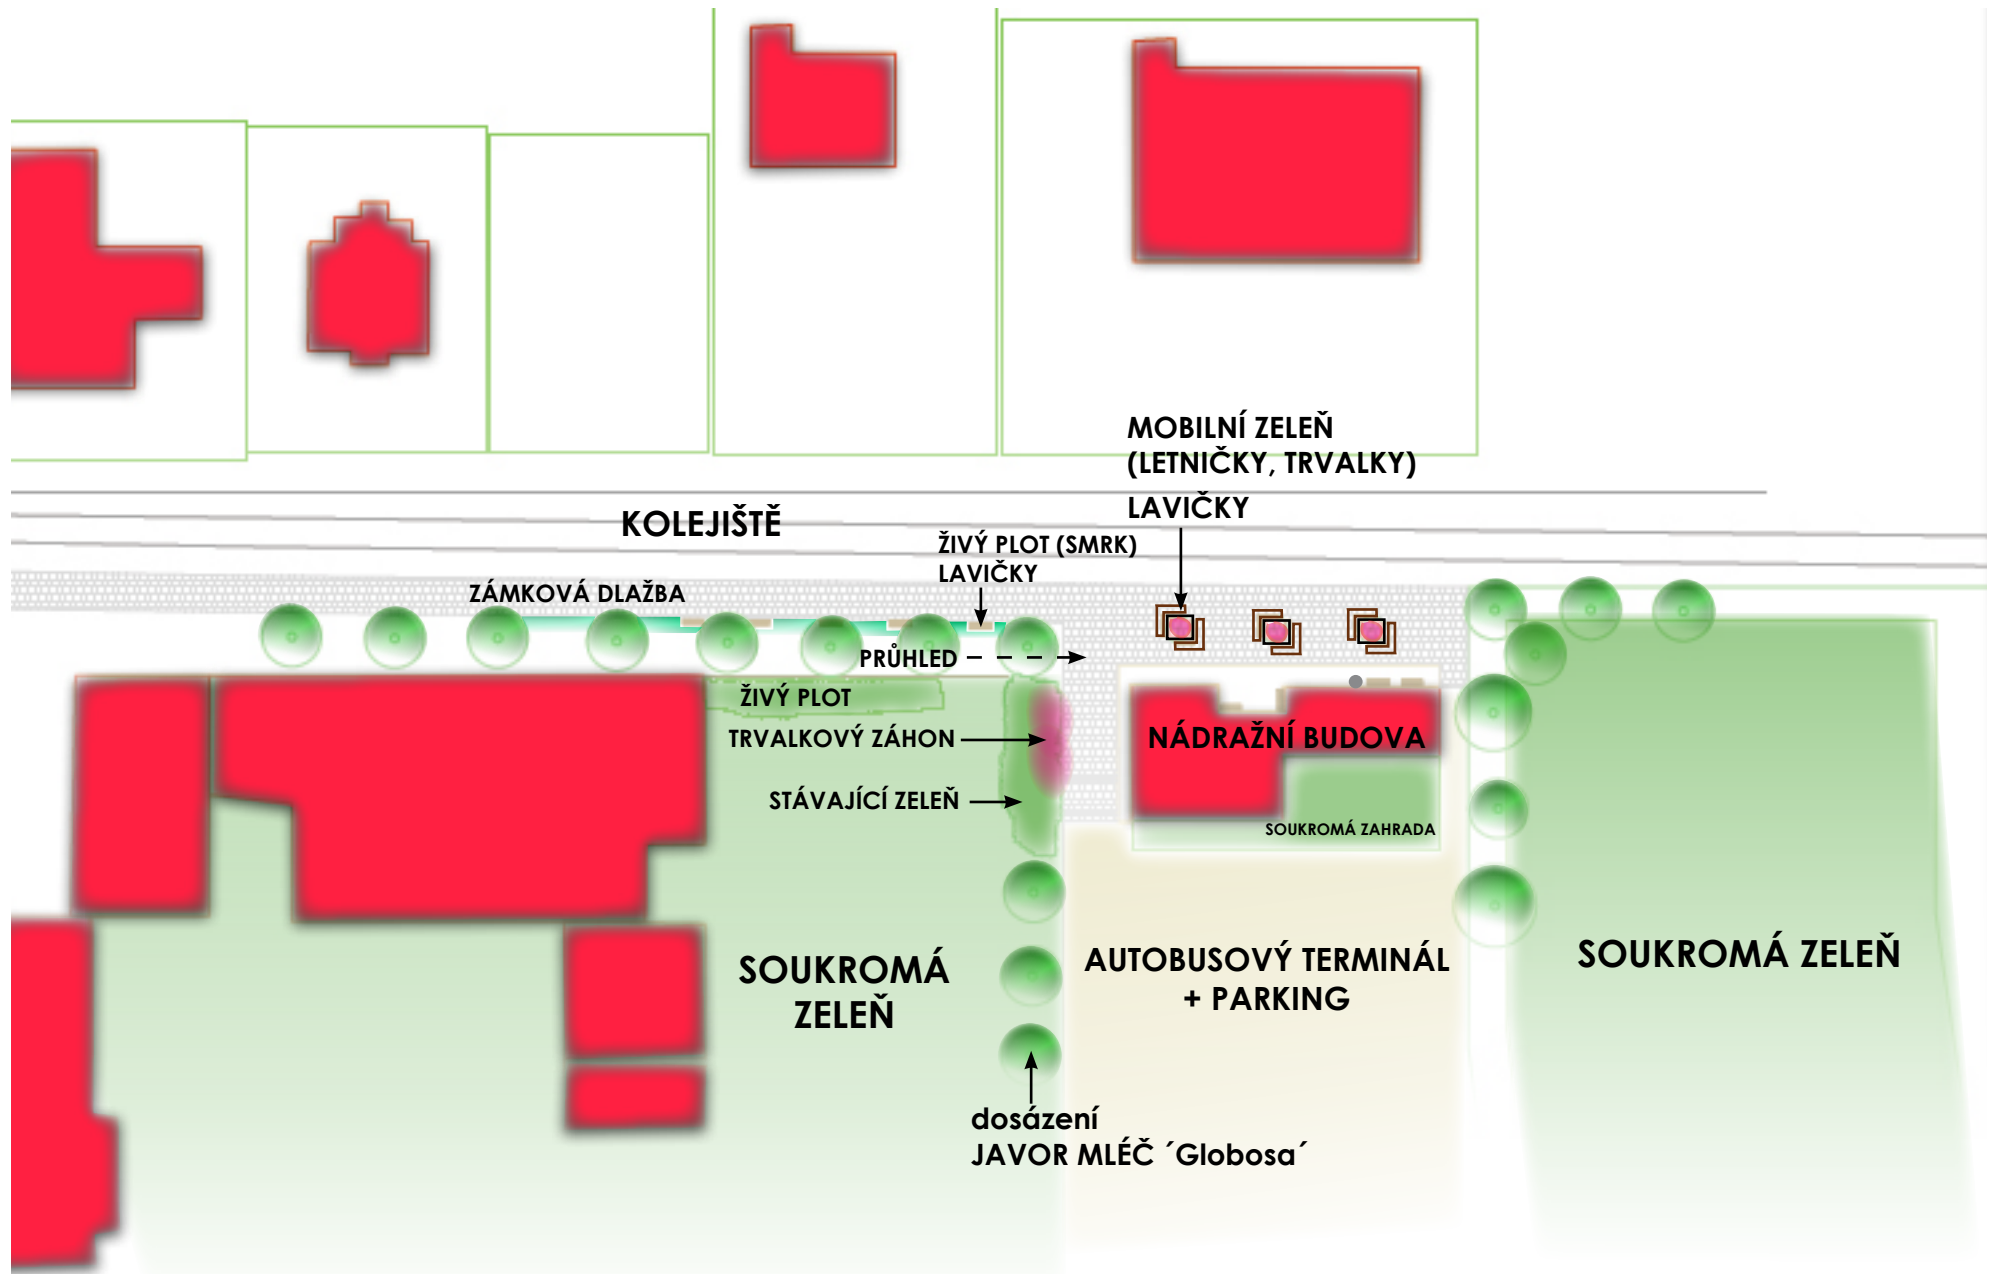 MOBILNÍ ZELEŇ
(LETNIČKY, TRVALKY)
LAVIČKY
KOLEJIŠTĚ
ŽIVÝ PLOT (SMRK)
LAVIČKY
ZÁMKOVÁ DLAŽBA
PRŮHLED
ŽIVÝ PLOT
TRVALKOVÝ ZÁHON
NÁDRAŽNÍ BUDOVA
STÁVAJÍCÍ ZELEŇ
SOUKROMÁ ZAHRADA
SOUKROMÁ
ZELEŇ
AUTOBUSOVÝ TERMINÁL
+ PARKING
SOUKROMÁ ZELEŇ
dosázení
JAVOR MLÉČ ´Globosa´